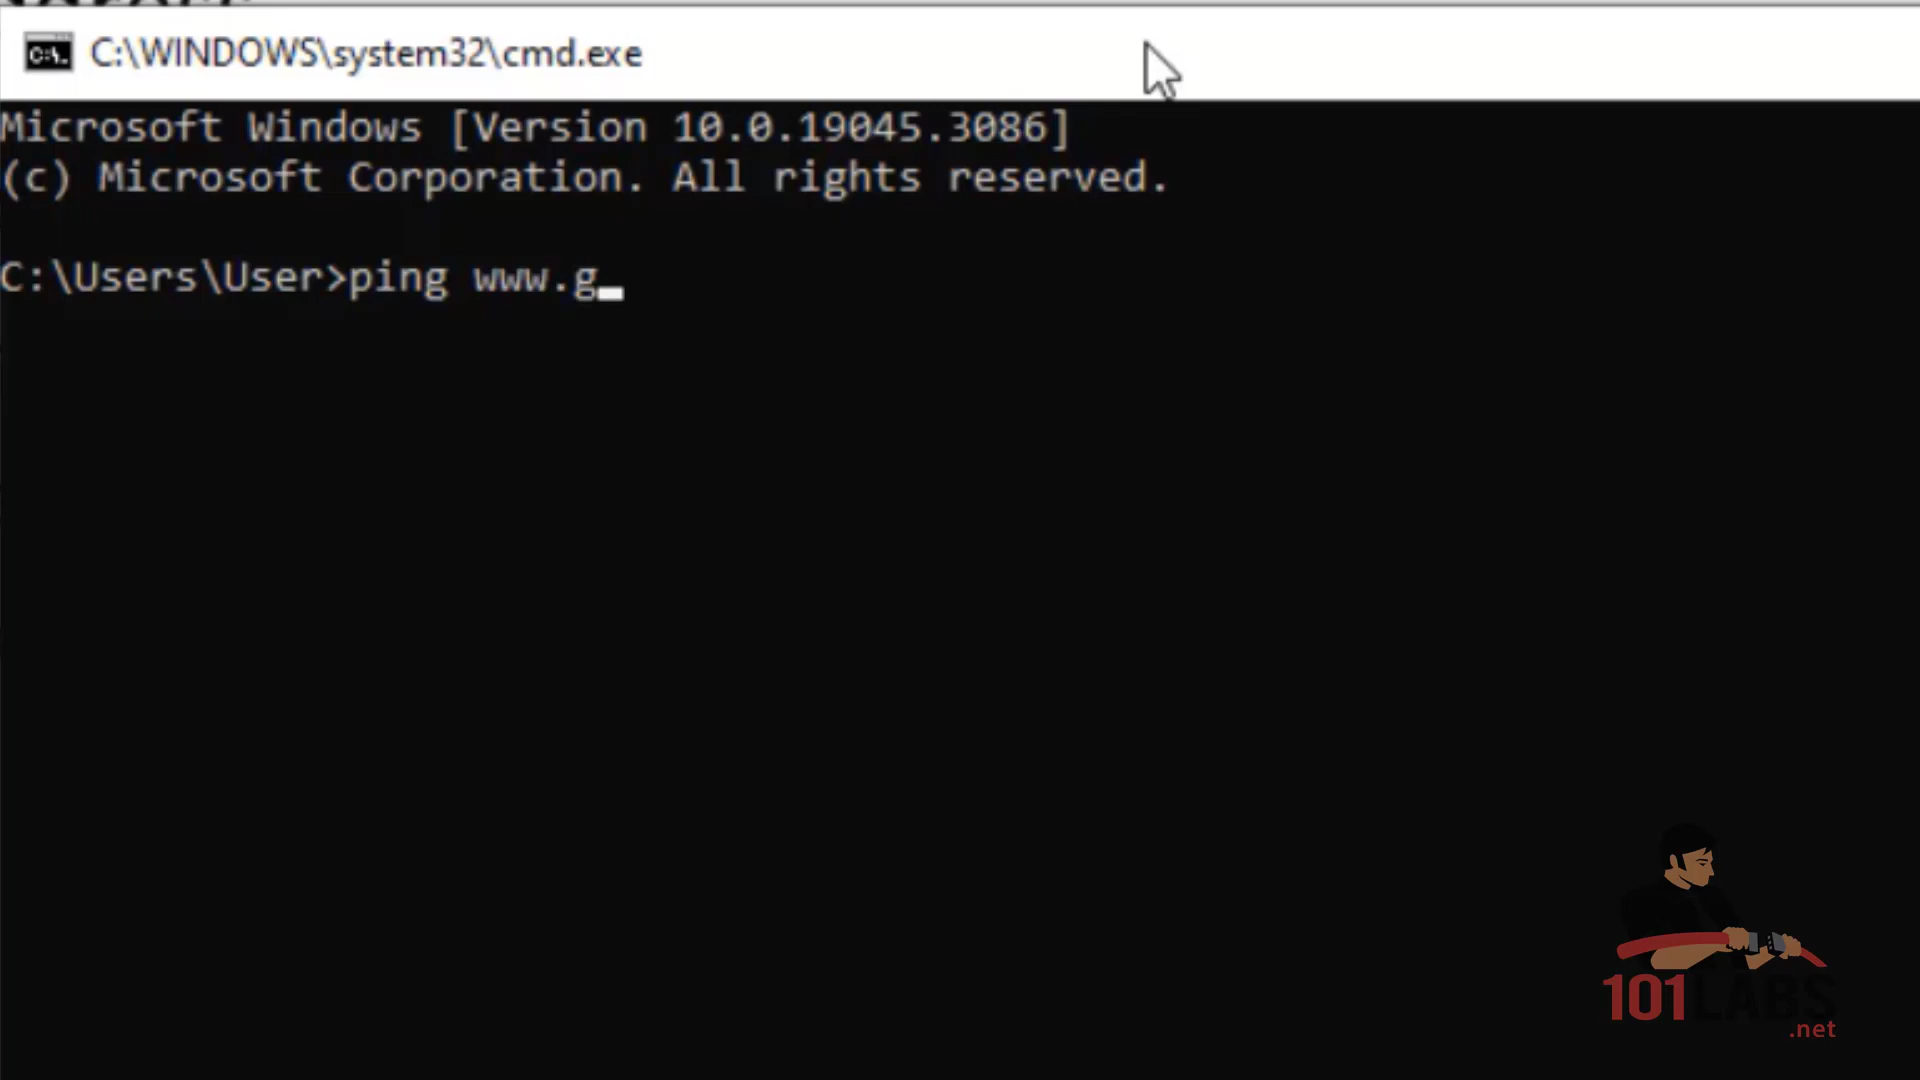 C:\WINDOWS\system32\cmd.exe
Microsoft Windows [Version 10.0.19045.3086]
(c) Microsoft Corporation. All rights reserved.
C:\Users\User>ping www.g
101LABS
.net